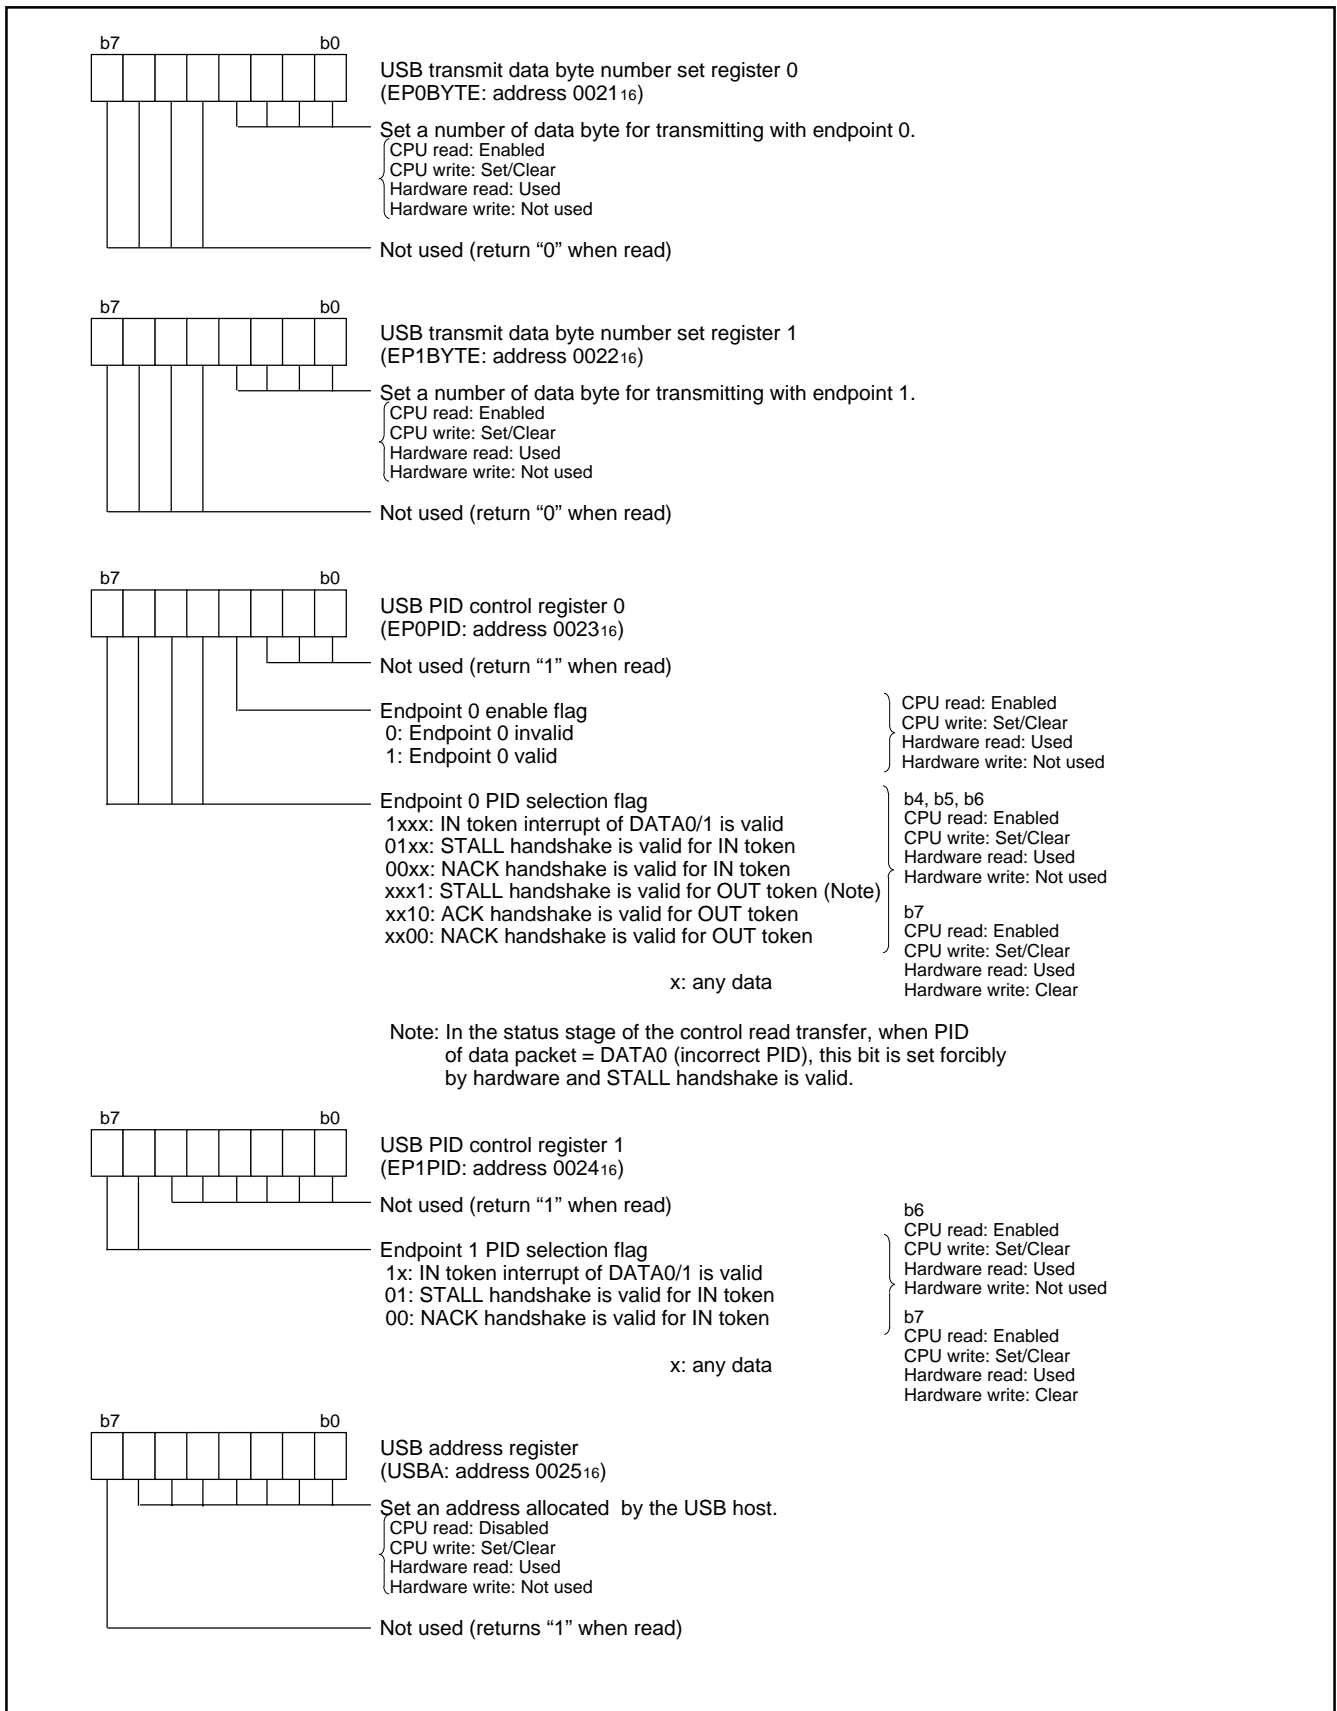 b7 b0
USB transmit data byte number set register 0
(EP0BYTE: address 002116)
Set a number of data byte for transmitting with endpoint 0.
CPU read: Enabled
CPU write: Set/Clear
Hardware read: Used
Hardware write: Not used
Not used (return “0” when read)
b7 b0
USB transmit data byte number set register 1
(EP1BYTE: address 002216)
Set a number of data byte for transmitting with endpoint 1.
CPU read: Enabled
CPU write: Set/Clear
Hardware read: Used
Hardware write: Not used
Not used (return “0” when read)
b7 b0
USB PID control register 0
(EP0PID: address 002316)
Not used (return “1” when read)
Endpoint 0 enable flag
0: Endpoint 0 invalid
1: Endpoint 0 valid
CPU read: Enabled
CPU write: Set/Clear
Hardware read: Used
Hardware write: Not used
Endpoint 0 PID selection flag
1xxx: IN token interrupt of DATA0/1 is valid
01xx: STALL handshake is valid for IN token
00xx: NACK handshake is valid for IN token
xxx1: STALL handshake is valid for OUT token (Note)
xx10: ACK handshake is valid for OUT token
xx00: NACK handshake is valid for OUT token
x: any data
b4, b5, b6
CPU read: Enabled
CPU write: Set/Clear
Hardware read: Used
Hardware write: Not used
b7
CPU read: Enabled
CPU write: Set/Clear
Hardware read: Used
Hardware write: Clear
Note: In the status stage of the control read transfer, when PID
of data packet = DATA0 (incorrect PID), this bit is set forcibly
by hardware and STALL handshake is valid.
b7 b0
USB PID control register 1
(EP1PID: address 002416)
Not used (return “1” when read)
Endpoint 1 PID selection flag
1x: IN token interrupt of DATA0/1 is valid
01: STALL handshake is valid for IN token
00: NACK handshake is valid for IN token
x: any data
b6
CPU read: Enabled
CPU write: Set/Clear
Hardware read: Used
Hardware write: Not used
b7
CPU read: Enabled
CPU write: Set/Clear
Hardware read: Used
Hardware write: Clear
b7 b0
USB address register
(USBA: address 002516)
Set an address allocated  by the USB host.
CPU read: Disabled
CPU write: Set/Clear
Hardware read: Used
Hardware write: Not used
Not used (returns “1” when read)